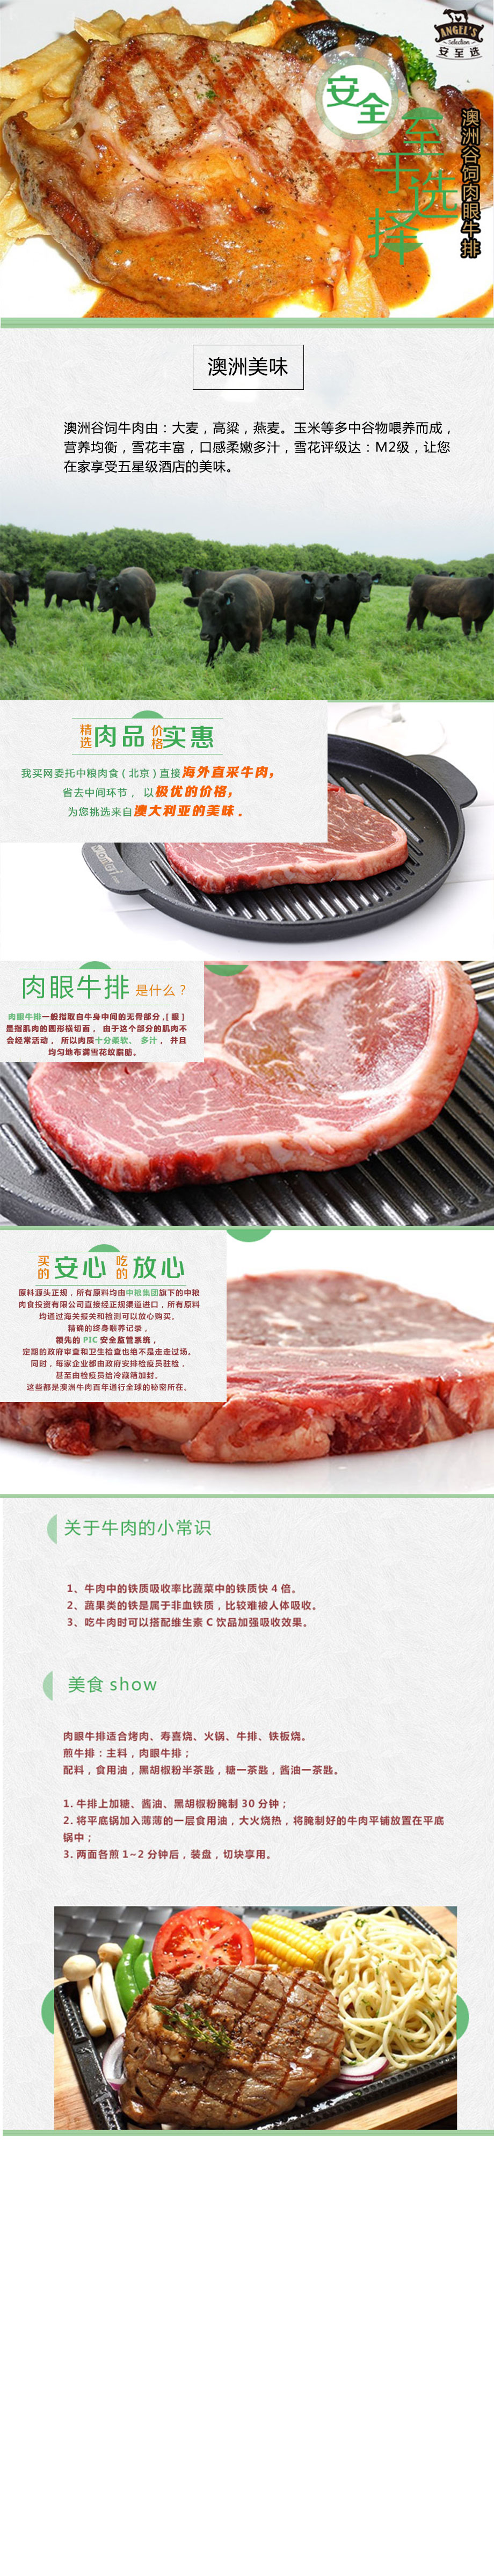 ANGEL'S
Selection
安至选
安全
至于选择
澳洲谷饲肉眼牛排
澳洲美味
澳洲谷饲牛肉由：大麦，高粱，燕麦。玉米等多中谷物喂养而成，
营养均衡，雪花丰富，口感柔嫩多汁，雪花评级达：M2级，让您
在家享受五星级酒店的美味。
精选肉品 价格实惠
我买网委托中粮肉食(北京)直接海外直采牛肉，
省去中间环节， 以极优的价格，
为您挑选来自澳大利亚的美味 。
肉眼牛排 是什么？
肉眼牛排一般指取自牛身中间的无骨部分，[ 眼 ]
是指肌肉的圆形横切面， 由于这个部分的肌肉不
会经常活动， 所以肉质十分柔软、 多汁， 并且
均匀地布满雪花纹脂肪。
买的安心 吃的放心
原料源头正规，所有原料均由中粮集团旗下的中粮
肉食投资有限公司直接经正规渠道进口，所有原料
均通过海关报关和检测可以放心购买。
精确的终身喂养记录，
领先的 PIC 安全监管系统，
定期的政府审查和卫生检查也绝不是走走过场。
同时，每家企业都由政府安排检疫员驻检，
甚至由检疫员给冷藏箱加封。
这些都是澳洲牛肉百年通行全球的秘密所在。
关于牛肉的小常识
1、牛肉中的铁质吸收率比蔬菜中的铁质快 4 倍。
2、蔬果类的铁是属于非血铁质，比较难被人体吸收。
3、吃牛肉时可以搭配维生素 C 饮品加强吸收效果。
美食 show
肉眼牛排适合烤肉、寿喜烧、火锅、牛排、铁板烧。
煎牛排：主料，肉眼牛排；
配料，食用油，黑胡椒粉半茶匙，糖一茶匙，酱油一茶匙。
1. 牛排上加糖、酱油、黑胡椒粉腌制 30 分钟；
2. 将平底锅加入薄薄的一层食用油，大火烧热，将腌制好的牛肉平铺放置在平底
锅中；
3. 两面各煎 1~2 分钟后，装盘，切块享用。